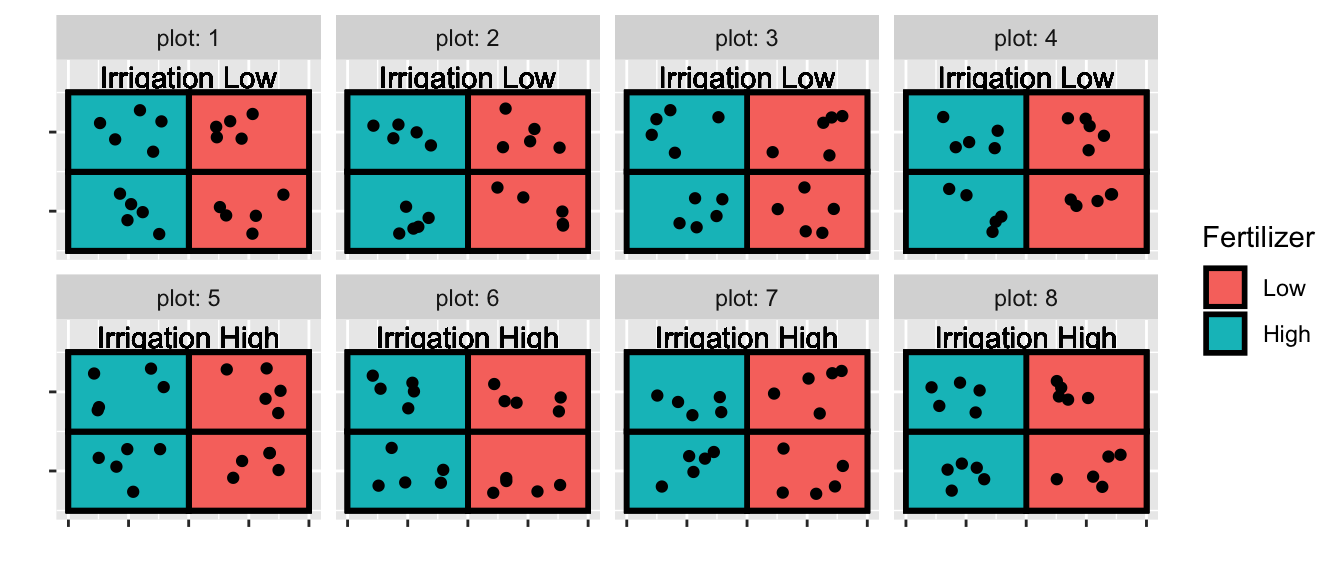 plot: 1
plot: 2
plot: 3
plot: 4
Irrigation Low
Irrigation Low
Irrigation Low
Irrigation Low
plot: 5
plot: 6
plot: 7
plot: 8
Irrigation High
Irrigation High
Irrigation High
Irrigation High
Fertilizer
Low
High